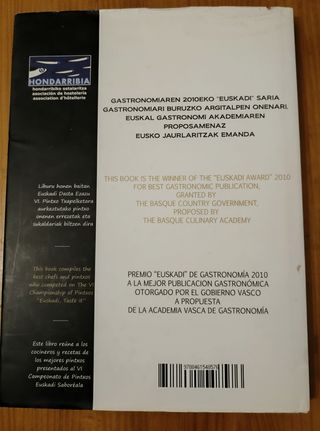 HONDARRIBIA
hondarribiko ostalaritza
asociación de hostelería
association d'hôtellerie
Liburu honen baitan
Euskadi Dasta Ezazu
VI. Pintxo Txapelketara
aurkeztutako pintxo
onenen errezetak eta
sukaldariak biltzen dira
This book compiles the
best chefs and pintxos
who competed on The VI
Championship of Pintxos
"Euskadi, Taste it"
Este libro reúne a los
cocineros y recetas de
los mejores pintxos
presentados al VI
Campeonato de Pintxos
Euskadi Saboréala
GASTRONOMIAREN 2010EKO "EUSKADI" SARIA
GASTRONOMIARI BURUZKO ARGITALPEN ONENARI,
EUSKAL GASTRONOMI AKADEMIAREN
PROPOSAMENAZ
EUSKO JAURLARITZAK EMANDA
THIS BOOK IS THE WINNER OF THE "EUSKADI AWARD" 2010
FOR BEST GASTRONOMIC PUBLICATION,
GRANTED BY
THE BASQUE COUNTRY GOVERNMENT,
PROPOSED BY
THE BASQUE CULINARY ACADEMY
PREMIO "EUSKADI" DE GASTRONOMÍA 2010
A LA MEJOR PUBLICACION GASTRONÓMICA
OTORGADO POR EL GOBIERNO VASCO
A PROPUESTA
DE LA ACADEMIA VASCA DE GASTRONOMÍA